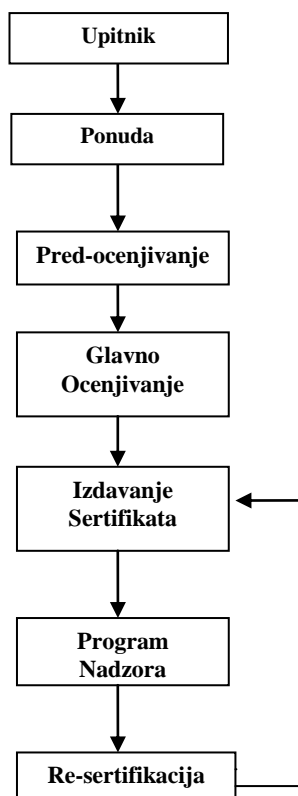 Upitnik
Ponuda
Pred-ocenjivanje
Glavno
Ocenjivanje
Izdavanje
Sertifikata
Program
Nadzora
Re-sertifikacija